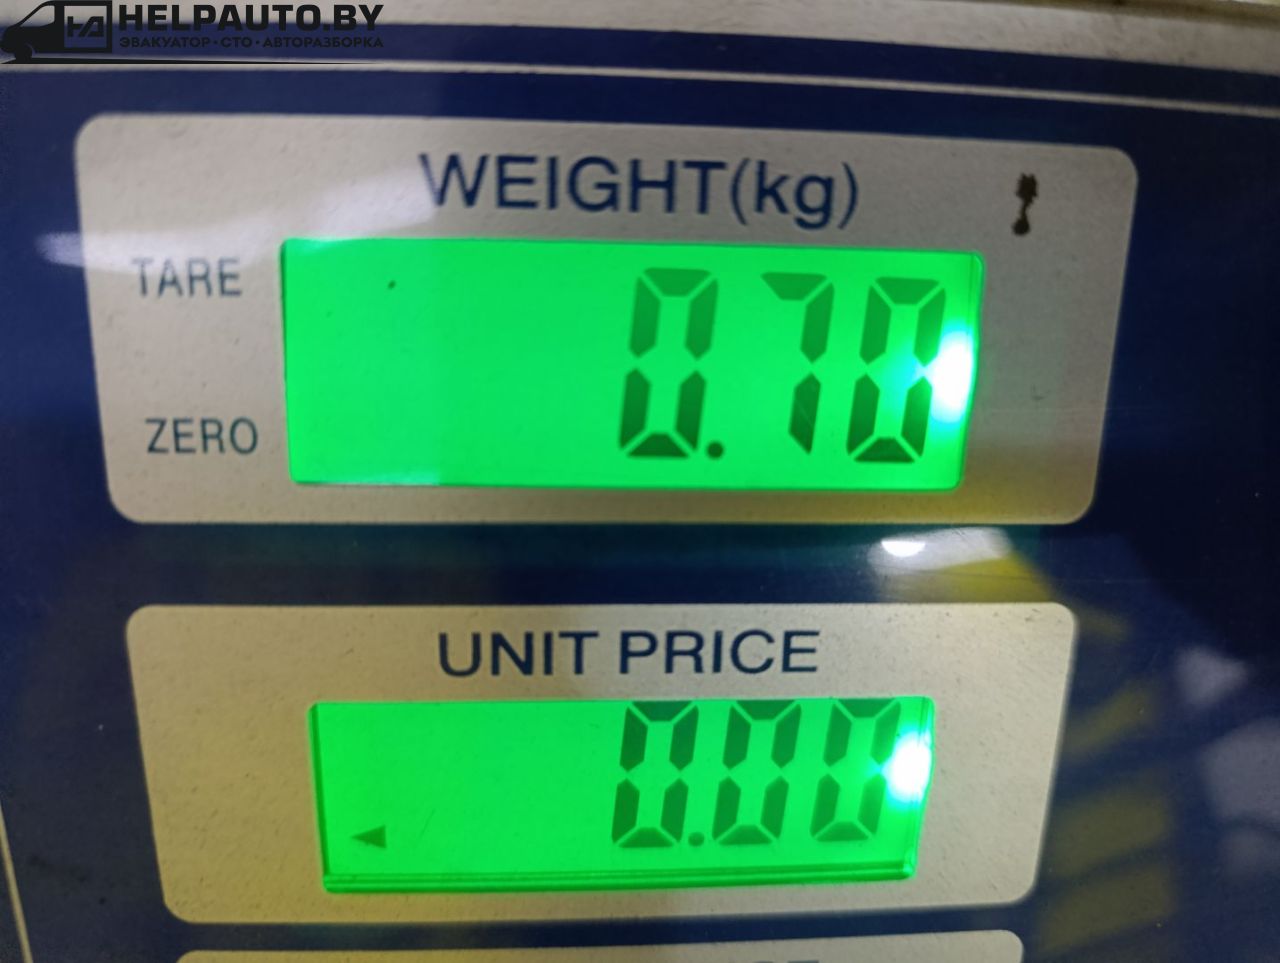 HELPAUTO.BY
ЭВАКУАТОР·СТО·АВТОРАЗБОРКА
WEIGHT(kg)
TARE
0.70
ZERO
UNIT PRICE
0.00